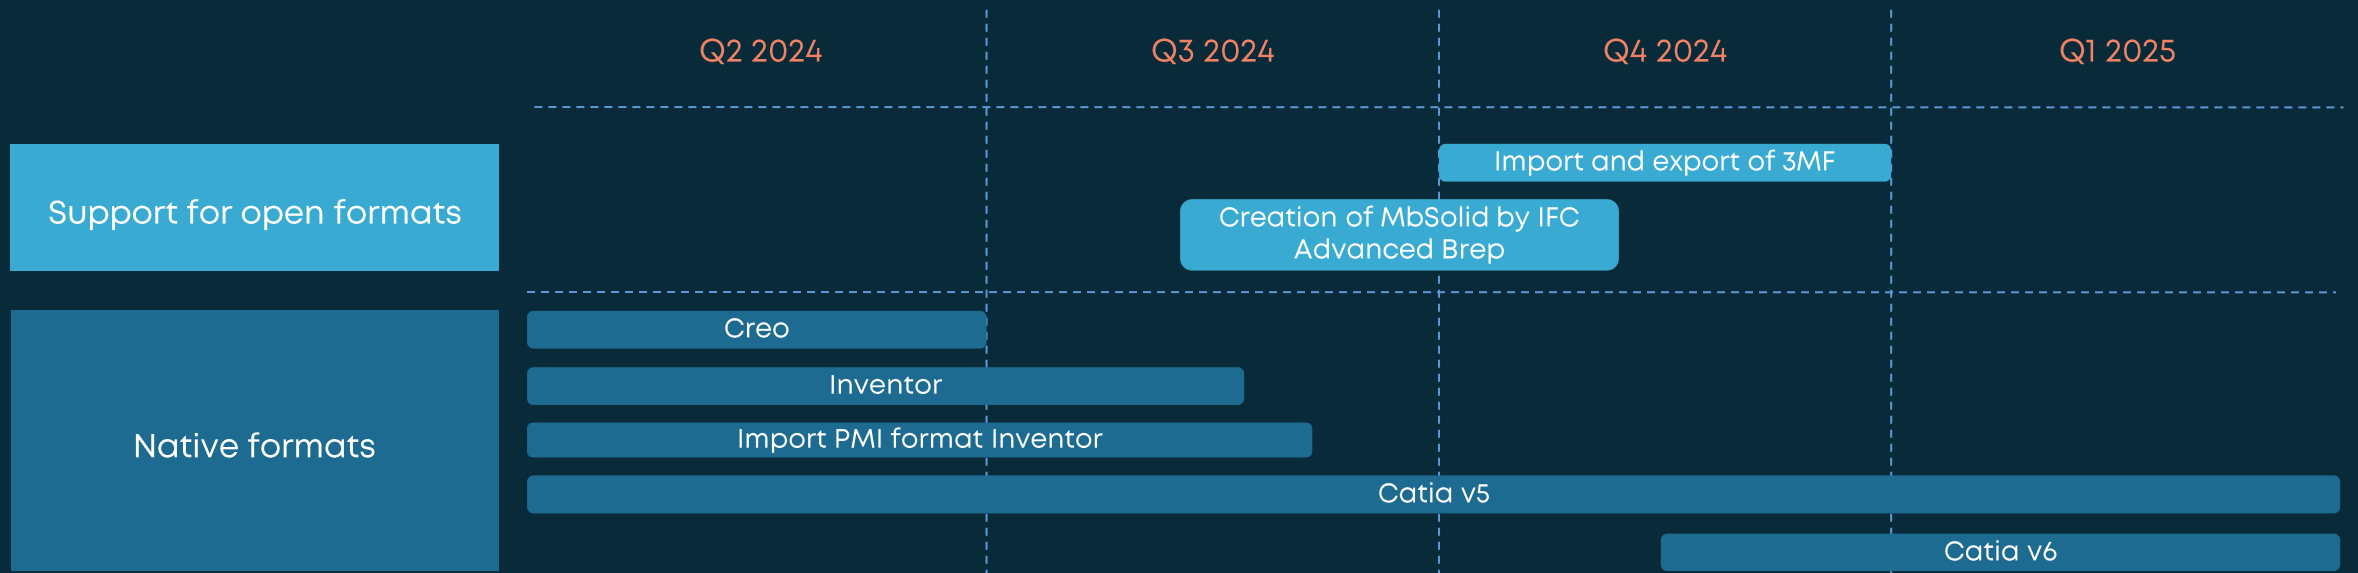 Q2 2024
Q3 2024
Q4 2024
Q1 2025
Support for open formats
Import and export of 3MF
Creation of MbSolid by IFC
Advanced Brep
Native formats
Creo
Inventor
Import PMI format Inventor
Catia v5
Catia v6